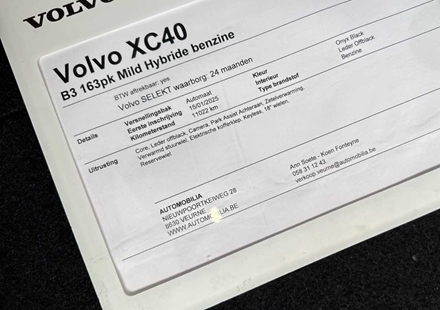 VOLVO
Volvo XC40
B3 163pk Mild Hybride benzine
BTW aftrekbaar: yes
Volvo SELEKT waarborg: 24 maanden
Details
Versnellingsbak Automaat
Eerste inschrijving 15/01/2025
Kilometerstand 11022 km
Kleur Onyx Black
Interieur Leder Offblack
Type brandstof Benzine
Uitrusting
Core, Leder offblack, Camera, Park Assist Achteraan, Zetelverwarming,
Verwarmd stuurwiel, Elektrische kofferklep, Keyless, 18" wielen,
Reservewiel
AUTOMOBILIA
NIEUWPOORTKEIWEG 28
8630 VEURNE
WWW.AUTOMOBILIA.BE
Ann Soete - Koen Fonteyne
058 31 12 43
verkoop.veurne@automobilia.be